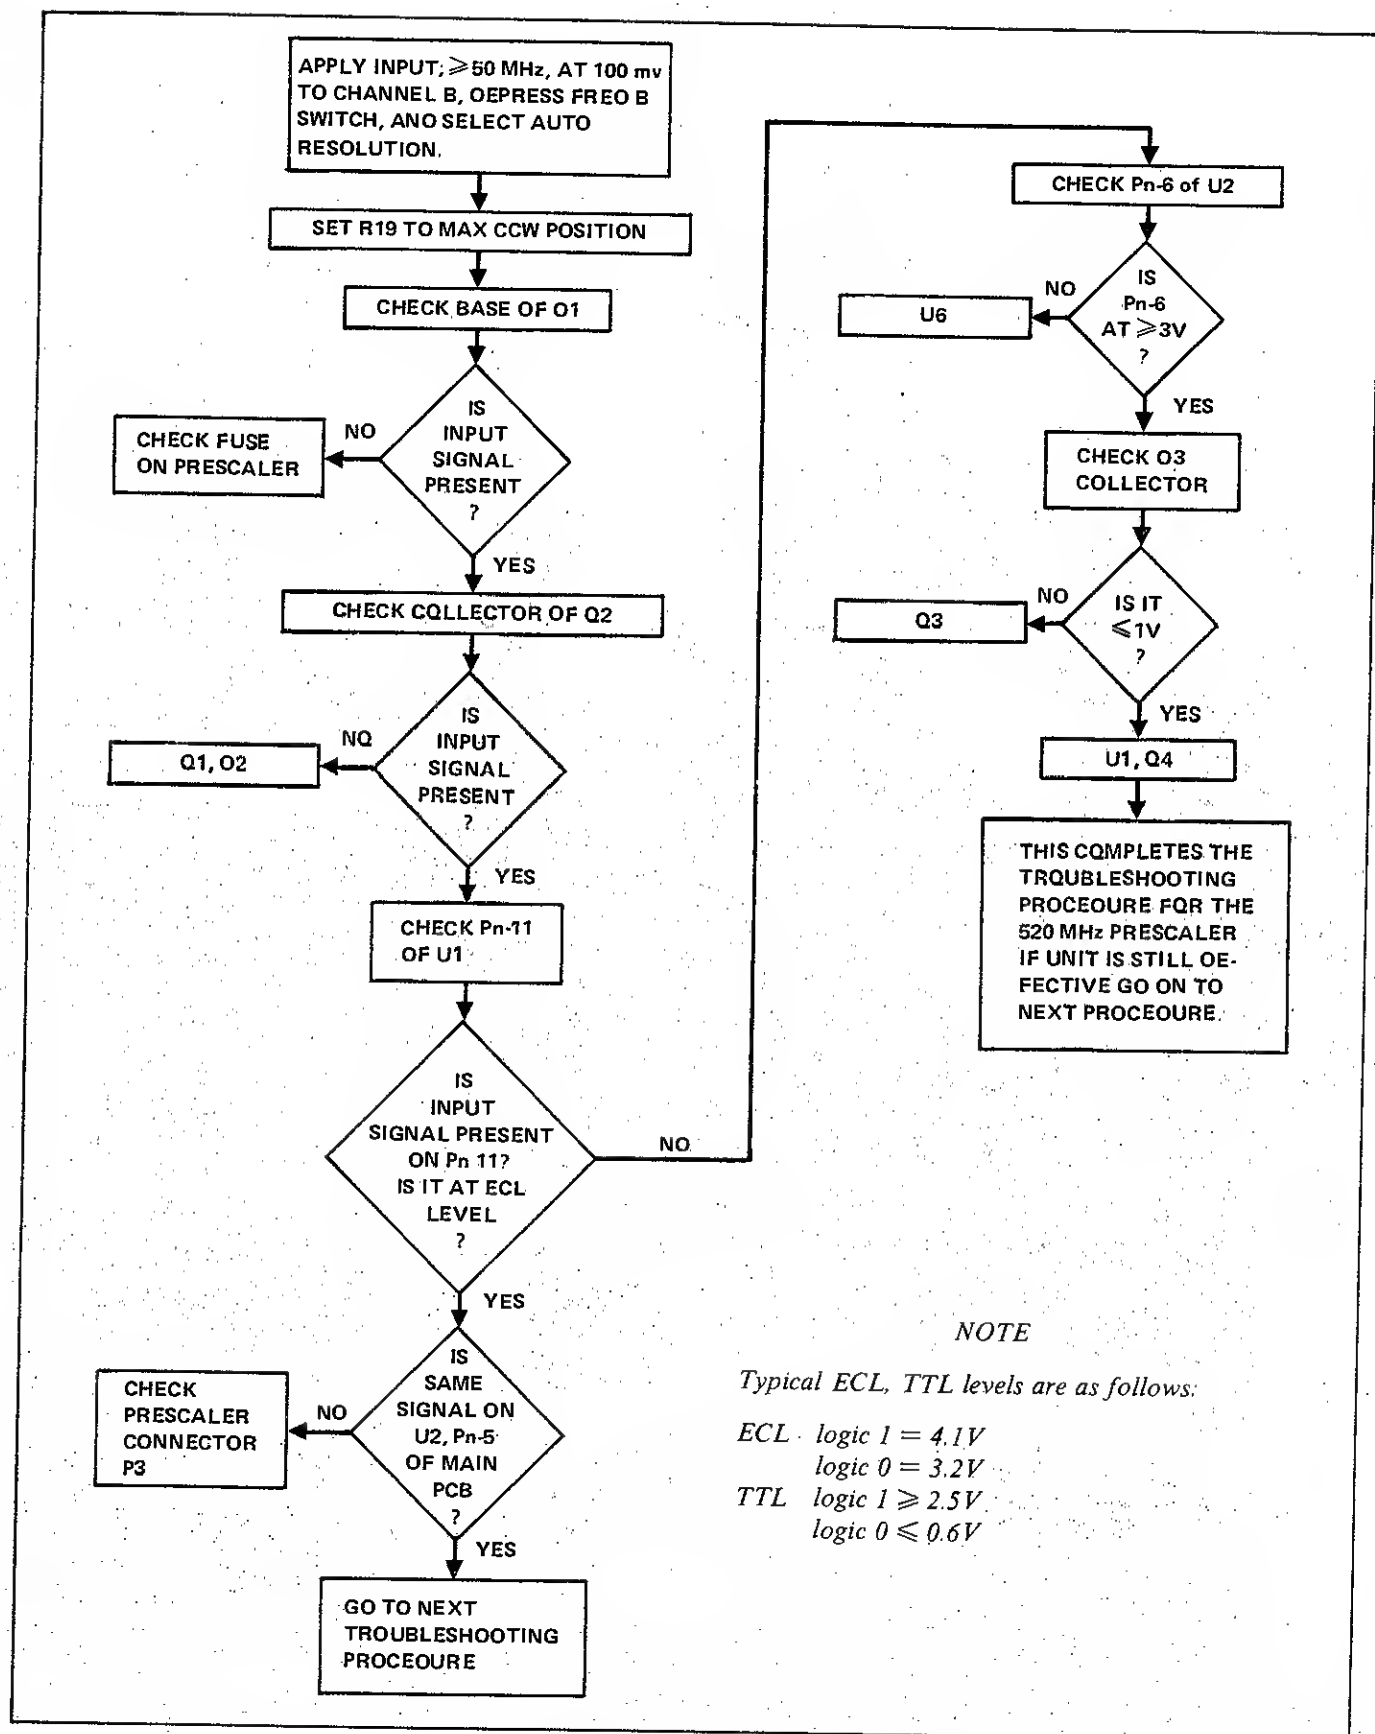 APPLY INPUT; ⩾50 MHz, AT 100 mv
TO CHANNEL B, OEPRESS FREO B
SWITCH, ANO SELECT AUTO
RESOLUTION.
SET R19 TO MAX CCW POSITION
CHECK BASE OF O1
IS
INPUT
SIGNAL
PRESENT
?
NO
CHECK FUSE
ON PRESCALER
YES
CHECK COLLECTOR OF Q2
IS
INPUT
SIGNAL
PRESENT
?
NO
Q1, O2
YES
CHECK Pn-11
OF U1
IS
INPUT
SIGNAL PRESENT
ON Pn 11?
IS IT AT ECL
LEVEL
?
NO
YES
IS
SAME
SIGNAL ON
U2, Pn-5
OF MAIN
PCB
?
NO
CHECK
PRESCALER
CONNECTOR
P3
YES
GO TO NEXT
TROUBLESHOOTING
PROCEOURE
CHECK Pn-6 of U2
IS
Pn-6
AT ⩾3V
?
NO
U6
YES
CHECK O3
COLLECTOR
IS IT
⩽1V
?
NO
Q3
YES
U1, Q4
THIS COMPLETES THE
TROUBLESHOOTING
PROCEOURE FOR THE
520 MHz PRESCALER
IF UNIT IS STILL OE-
FECTIVE GO ON TO
NEXT PROCEOURE.
NOTE
Typical ECL, TTL levels are as follows:
ECL logic 1 = 4.1V
logic 0 = 3.2V
TTL logic 1 ⩾ 2.5V
logic 0 ⩽ 0.6V